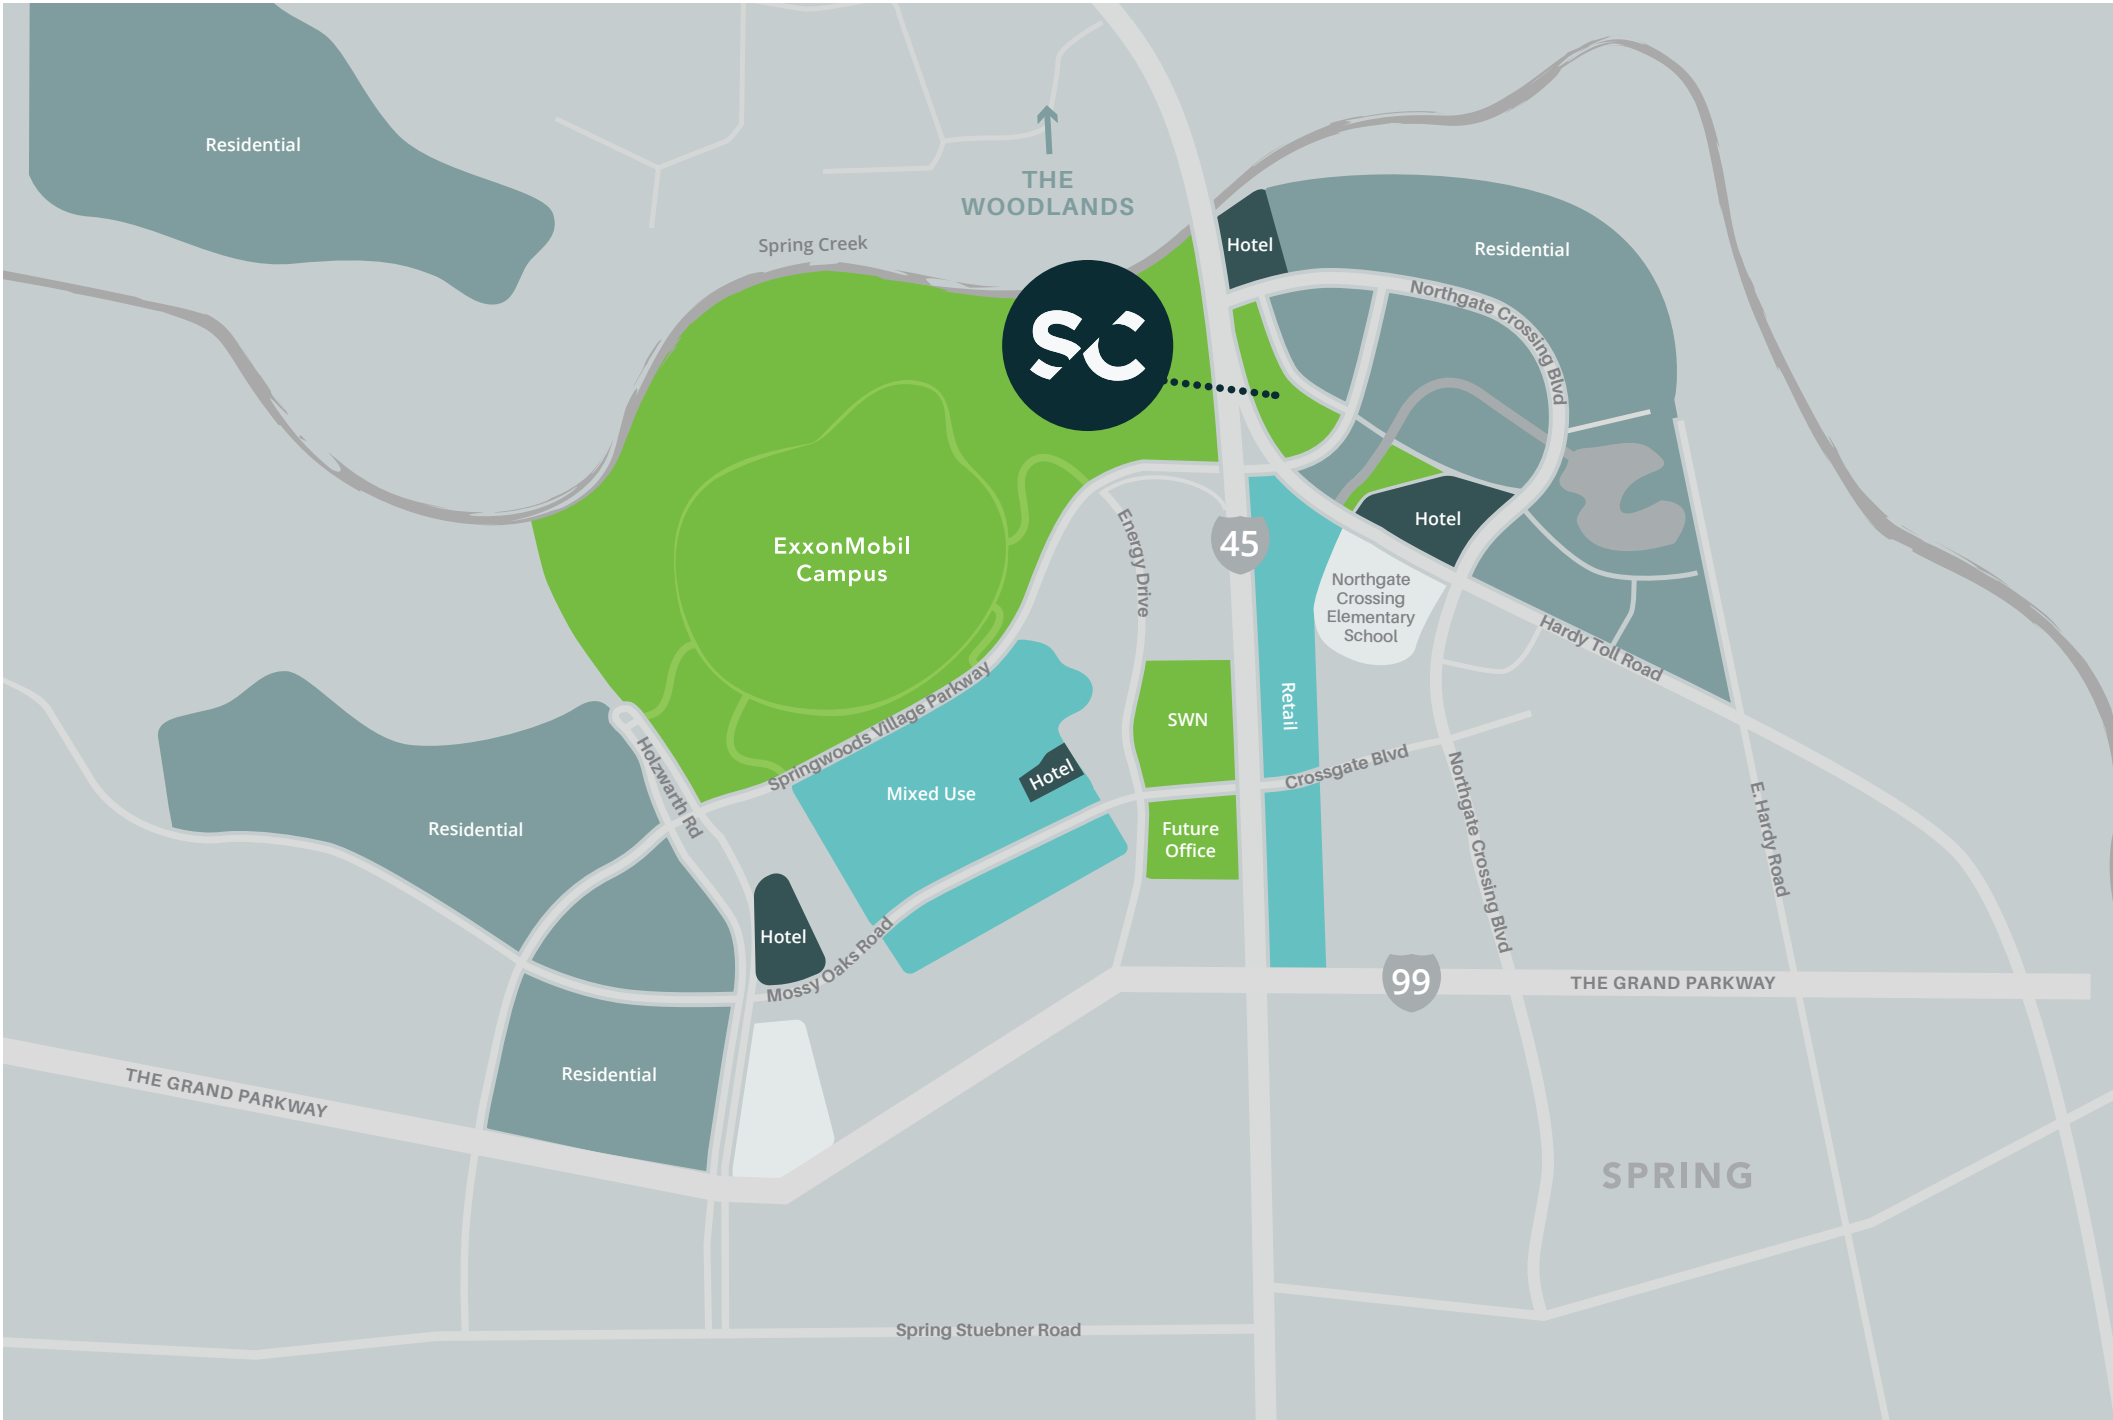 Residential
THE
WOODLANDS
Spring Creek
Hotel
Residential
Northgate Crossing Blvd
SC
ExxonMobil
Campus
Energy Drive
45
Hotel
Northgate
Crossing
Elementary
School
Hardy Toll Road
Retail
SWN
Springwoods Village Parkway
Holzwarth Rd
Mixed Use
Hotel
Crossgate Blvd
Northgate Crossing Blvd
E. Hardy Road
Residential
Future
Office
Hotel
Mossy Oaks Road
99
THE GRAND PARKWAY
Residential
THE GRAND PARKWAY
SPRING
Spring Stuebner Road